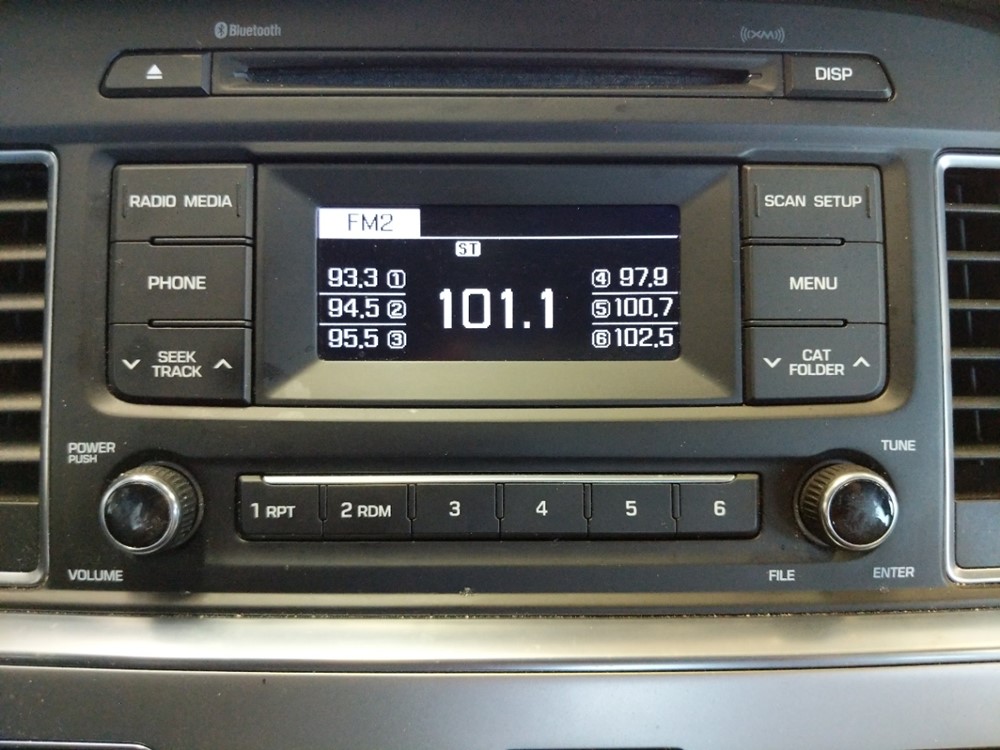 Bluetooth
((XM))
DISP
RADIO MEDIA
SCAN SETUP
FM2
ST
PHONE
MENU
93.3 1
4 97.9
94.5 2
101.1
5 100.7
95.5 3
6 102.5
SEEK
TRACK
CAT
FOLDER
POWER
PUSH
TUNE
1 RPT
2 RDM
3
4
5
6
VOLUME
FILE
ENTER